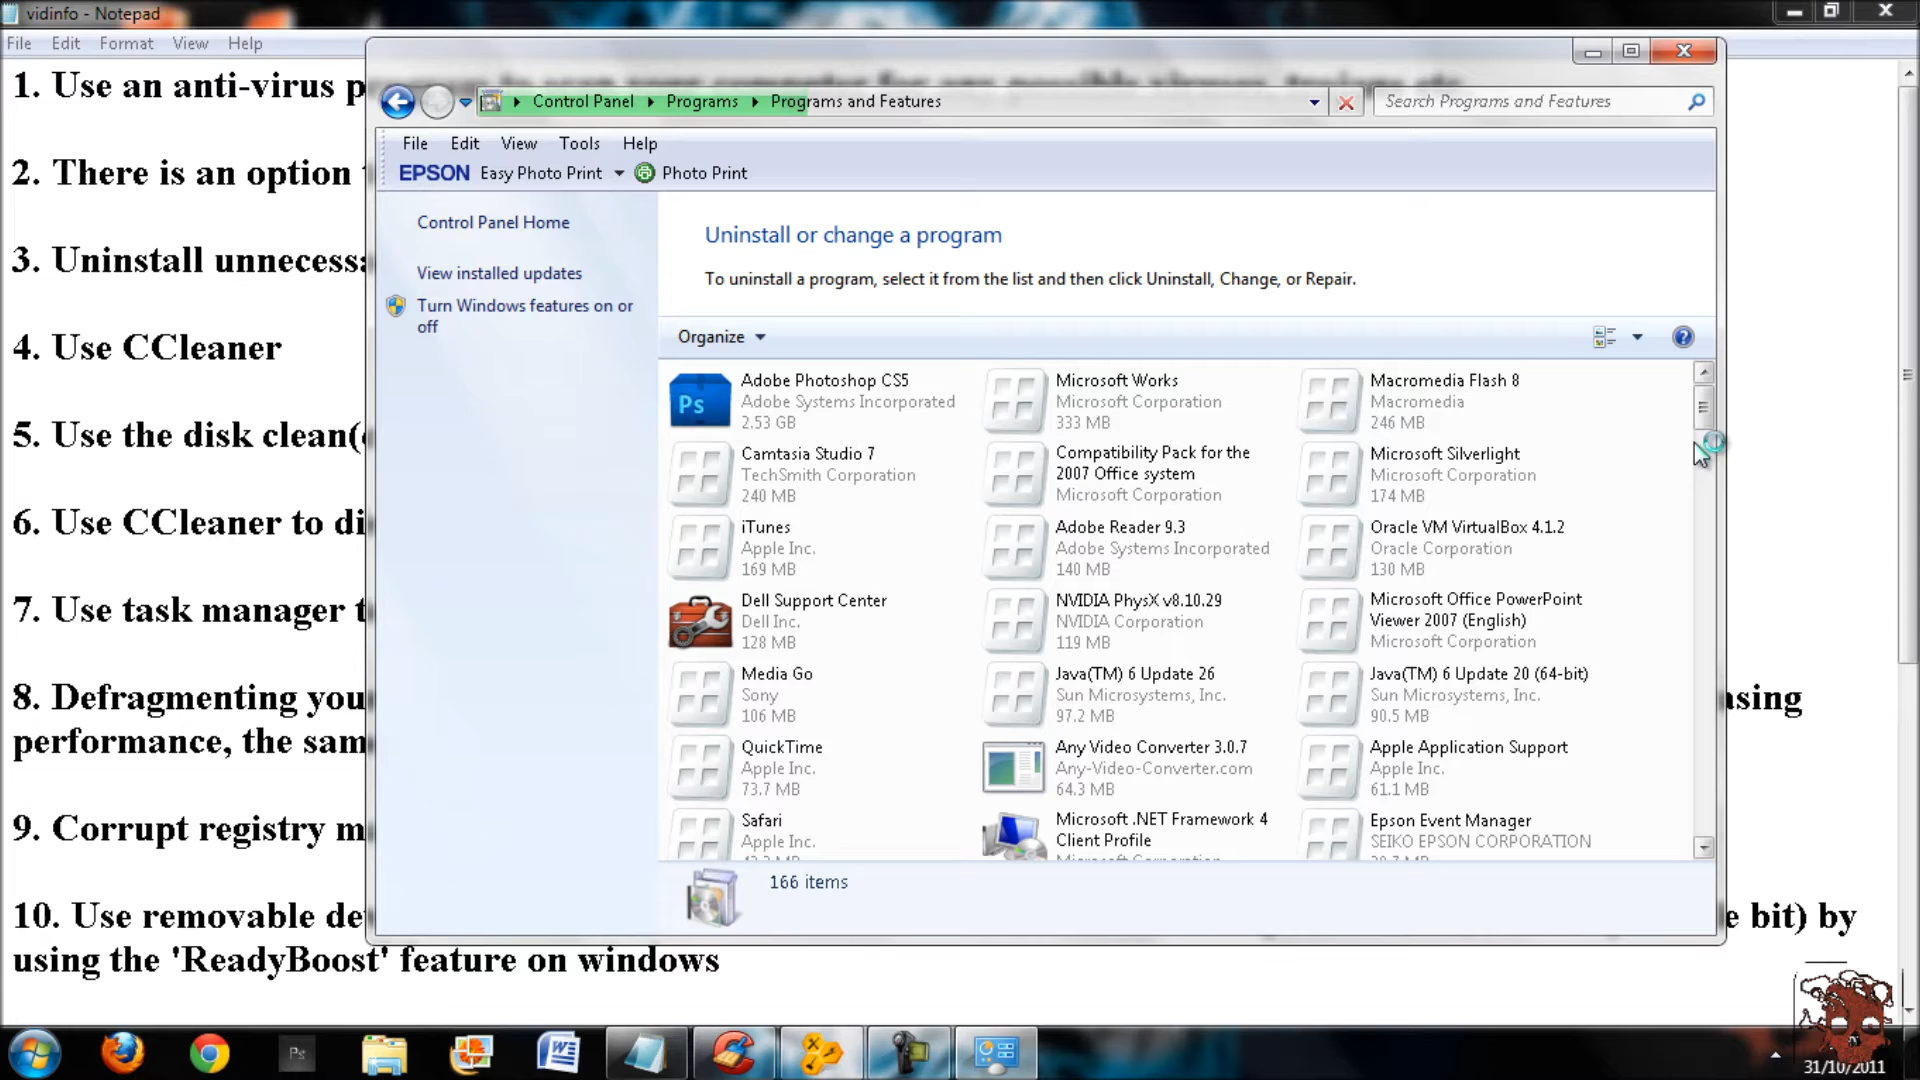 vidinfo - Notepad
File Edit Format View Help
1. Use an anti-virus p
2. There is an option
3. Uninstall unnecessa
4. Use CCleaner
5. Use the disk clean(
6. Use CCleaner to di
7. Use task manager t
8. Defragmenting you
asing
performance, the sam
9. Corrupt registry m
10. Use removable de
e bit) by
using the 'ReadyBoost' feature on windows
Control Panel Programs Programs and Features
Search Programs and Features
File Edit View Tools Help
EPSON Easy Photo Print Photo Print
Control Panel Home
View installed updates
Turn Windows features on or
off
Uninstall or change a program
To uninstall a program, select it from the list and then click Uninstall, Change, or Repair.
Organize
Adobe Photoshop CS5
Adobe Systems Incorporated
2.53 GB
Microsoft Works
Microsoft Corporation
333 MB
Macromedia Flash 8
Macromedia
246 MB
Camtasia Studio 7
TechSmith Corporation
240 MB
Compatibility Pack for the
2007 Office system
Microsoft Corporation
Microsoft Silverlight
Microsoft Corporation
174 MB
iTunes
Apple Inc.
169 MB
Adobe Reader 9.3
Adobe Systems Incorporated
140 MB
Oracle VM VirtualBox 4.1.2
Oracle Corporation
130 MB
Dell Support Center
Dell Inc.
128 MB
NVIDIA PhysX v8.10.29
NVIDIA Corporation
119 MB
Microsoft Office PowerPoint
Viewer 2007 (English)
Microsoft Corporation
Media Go
Sony
106 MB
Java(TM) 6 Update 26
Sun Microsystems, Inc.
97.2 MB
Java(TM) 6 Update 20 (64-bit)
Sun Microsystems, Inc.
90.5 MB
QuickTime
Apple Inc.
73.7 MB
Any Video Converter 3.0.7
Any-Video-Converter.com
64.3 MB
Apple Application Support
Apple Inc.
61.1 MB
Safari
Apple Inc.
Microsoft .NET Framework 4
Client Profile
Epson Event Manager
SEIKO EPSON CORPORATION
166 items
31/10/2011